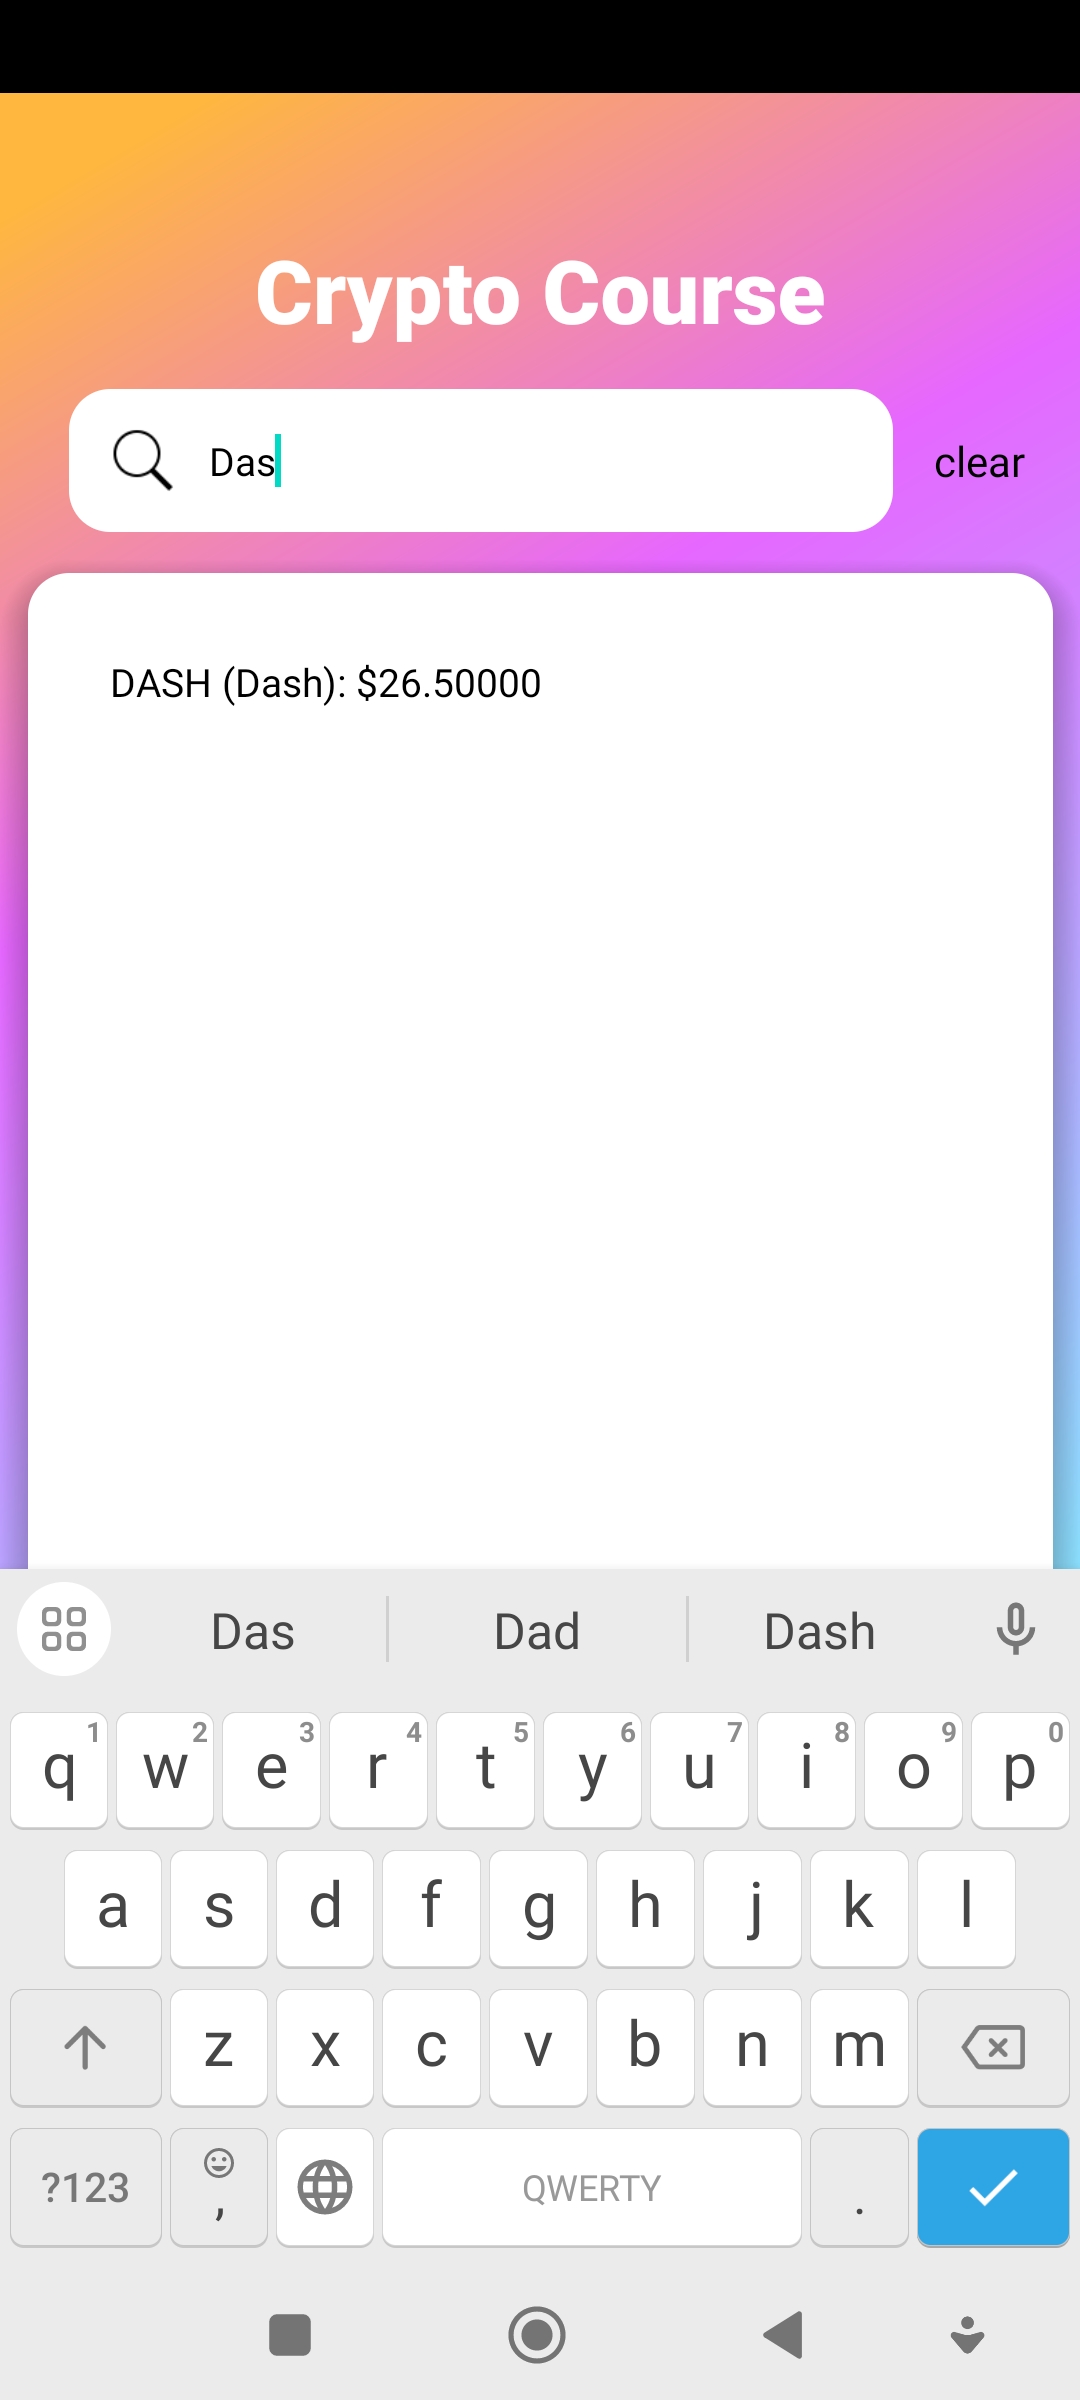 Crypto Course
Das
clear
DASH (Dash): $26.50000
Das Dad Dash
1 2 3 4 5 6 7 8 9 0
q w e r t y u i o p
a s d f g h j k l
z x c v b n m
?123 , QWERTY .